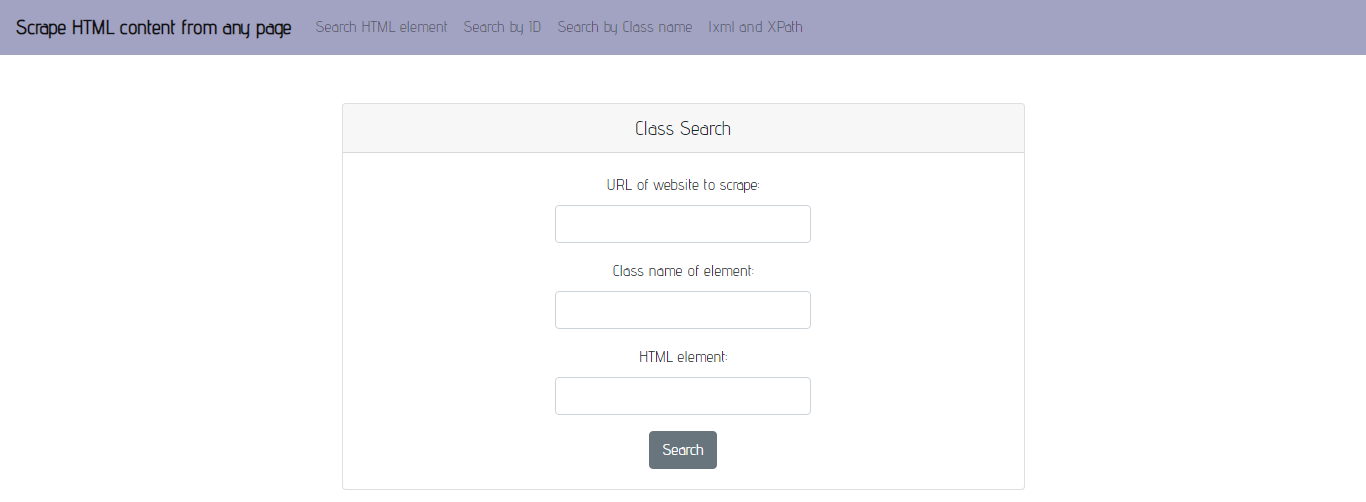 Scrape HTML content from any page Search HTML element Search by ID Search by Class name lxml and XPath
Class Search
URL of website to scrape:
Class name of element:
HTML element:
Search